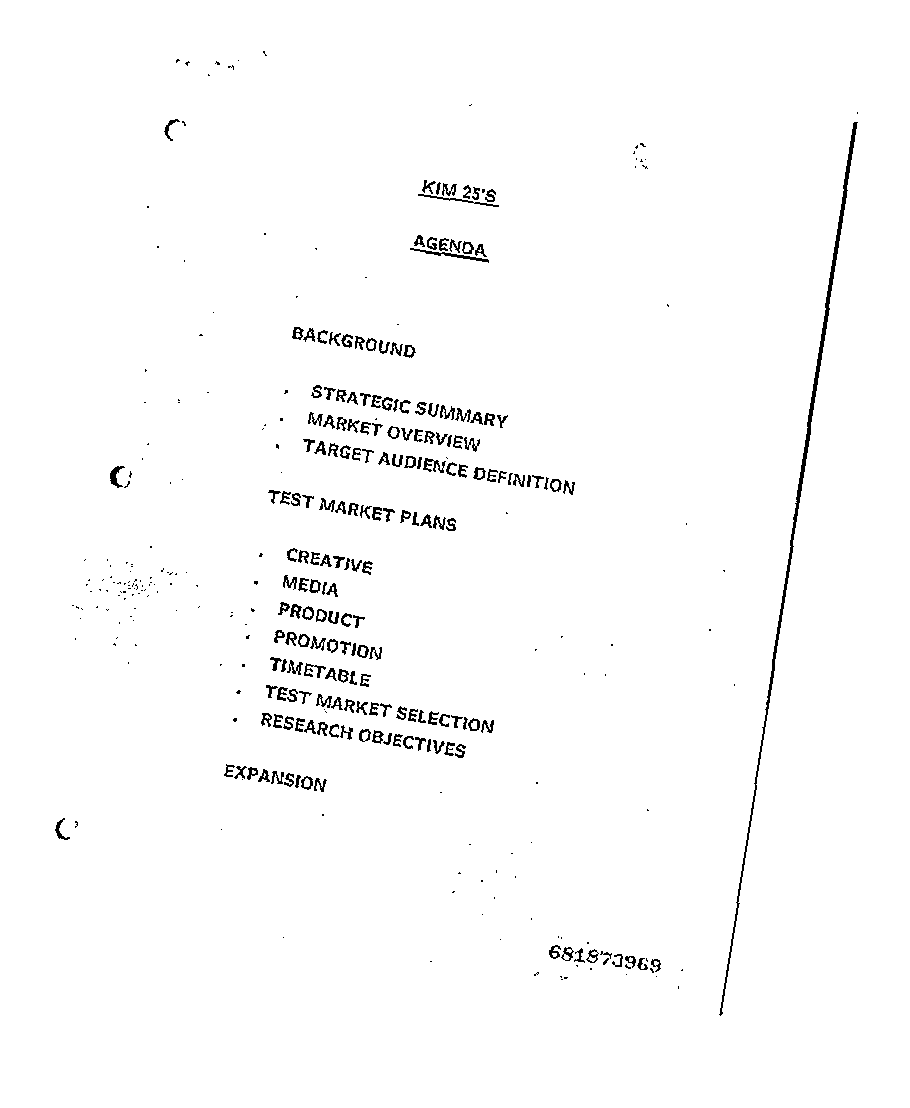 KIM 25'S
AGENDA
BACKGROUND
. STRATEGIC SUMMARY
. MARKET OVERVIEW
. TARGET AUDIENCE DEFINITION
TEST MARKET PLANS
. CREATIVE
. MEDIA
. PRODUCT
. PROMOTION
. TIMETABLE
. TEST MARKET SELECTION
. RESEARCH OBJECTIVES
EXPANSION
681873969